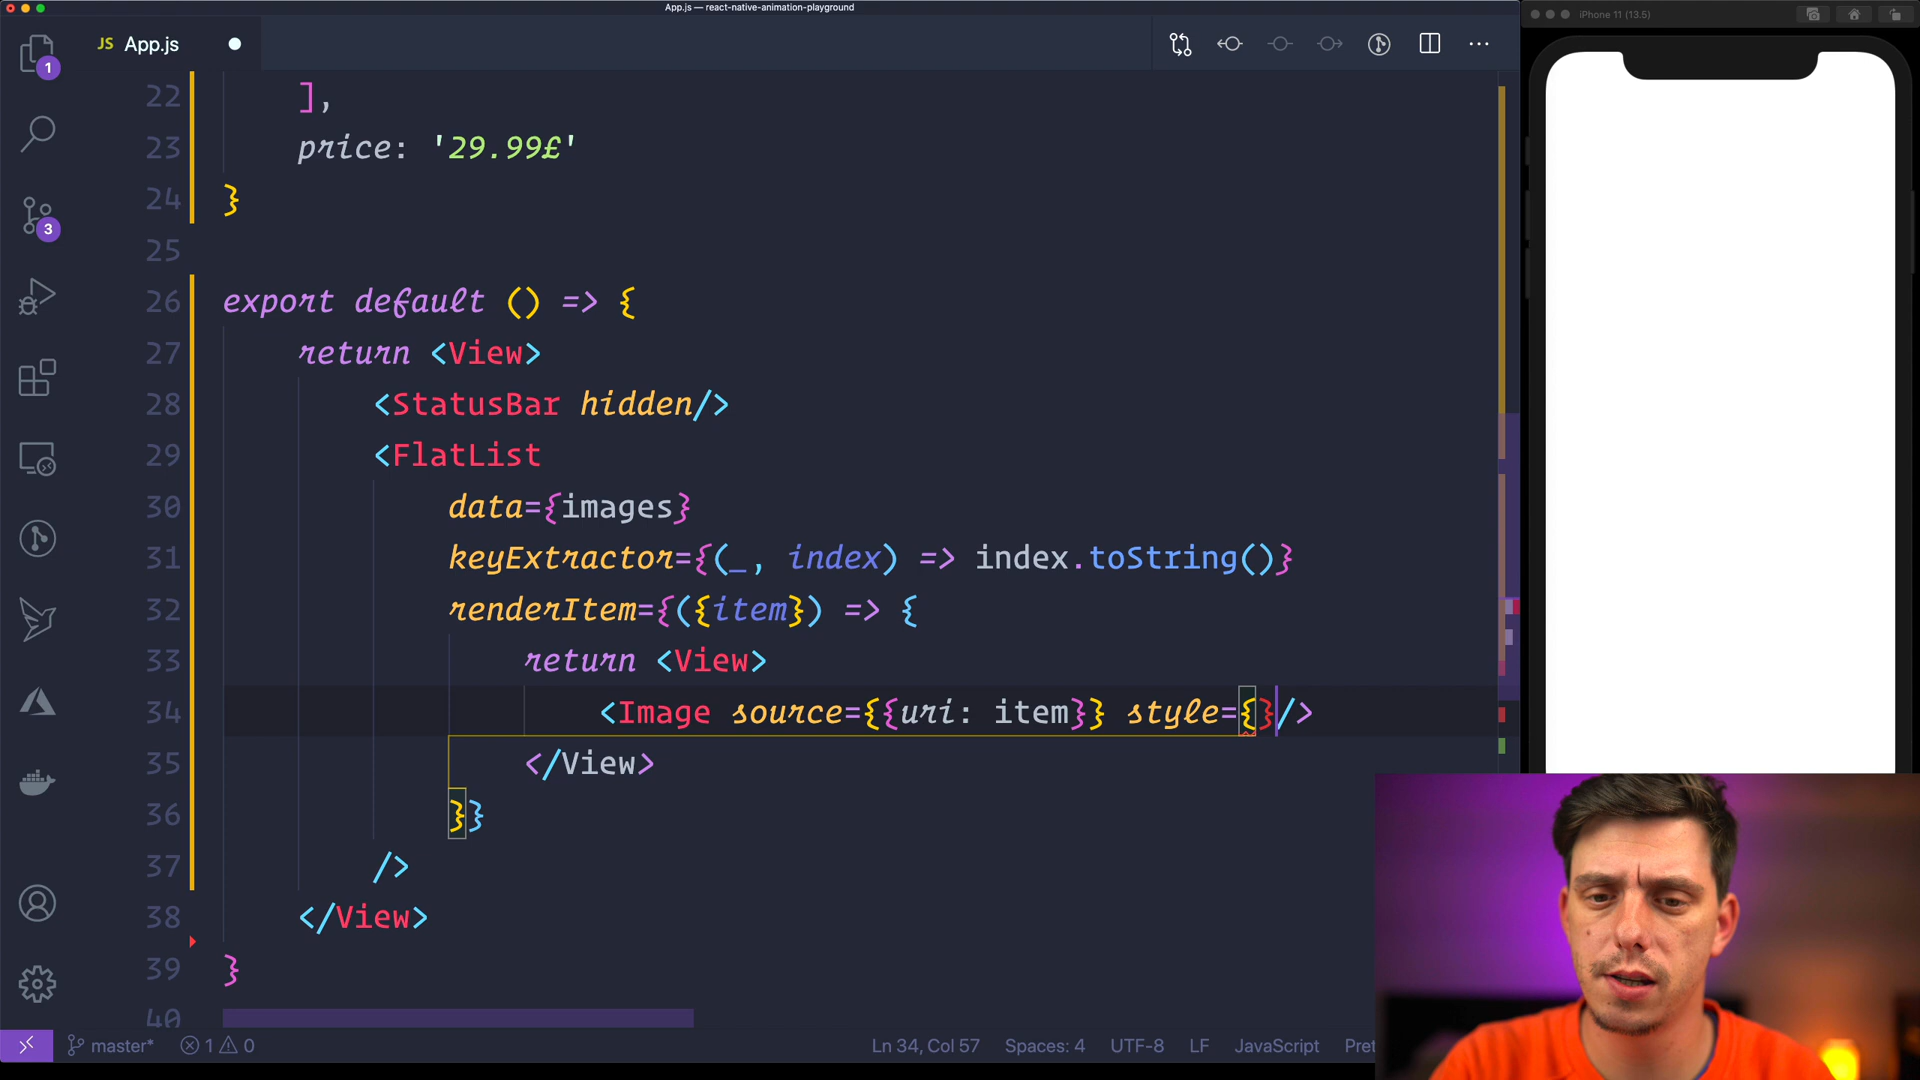 App.js — react-native-animation-playground
iPhone 11 (13.5)
JS App.js
1
3
22 ],
23 price: '29.99£'
24 }
25
26 export default () => {
27 return <View>
28 <StatusBar hidden/>
29 <FlatList
30 data={images}
31 keyExtractor={(_, index) => index.toString()}
32 renderItem={({item}) => {
33 return <View>
34 <Image source={{uri: item}} style={}/>
35 </View>
36 }}
37 />
38 </View>
39 }
40
master* 1 0 Ln 34, Col 57 Spaces: 4 UTF-8 LF JavaScript Pret